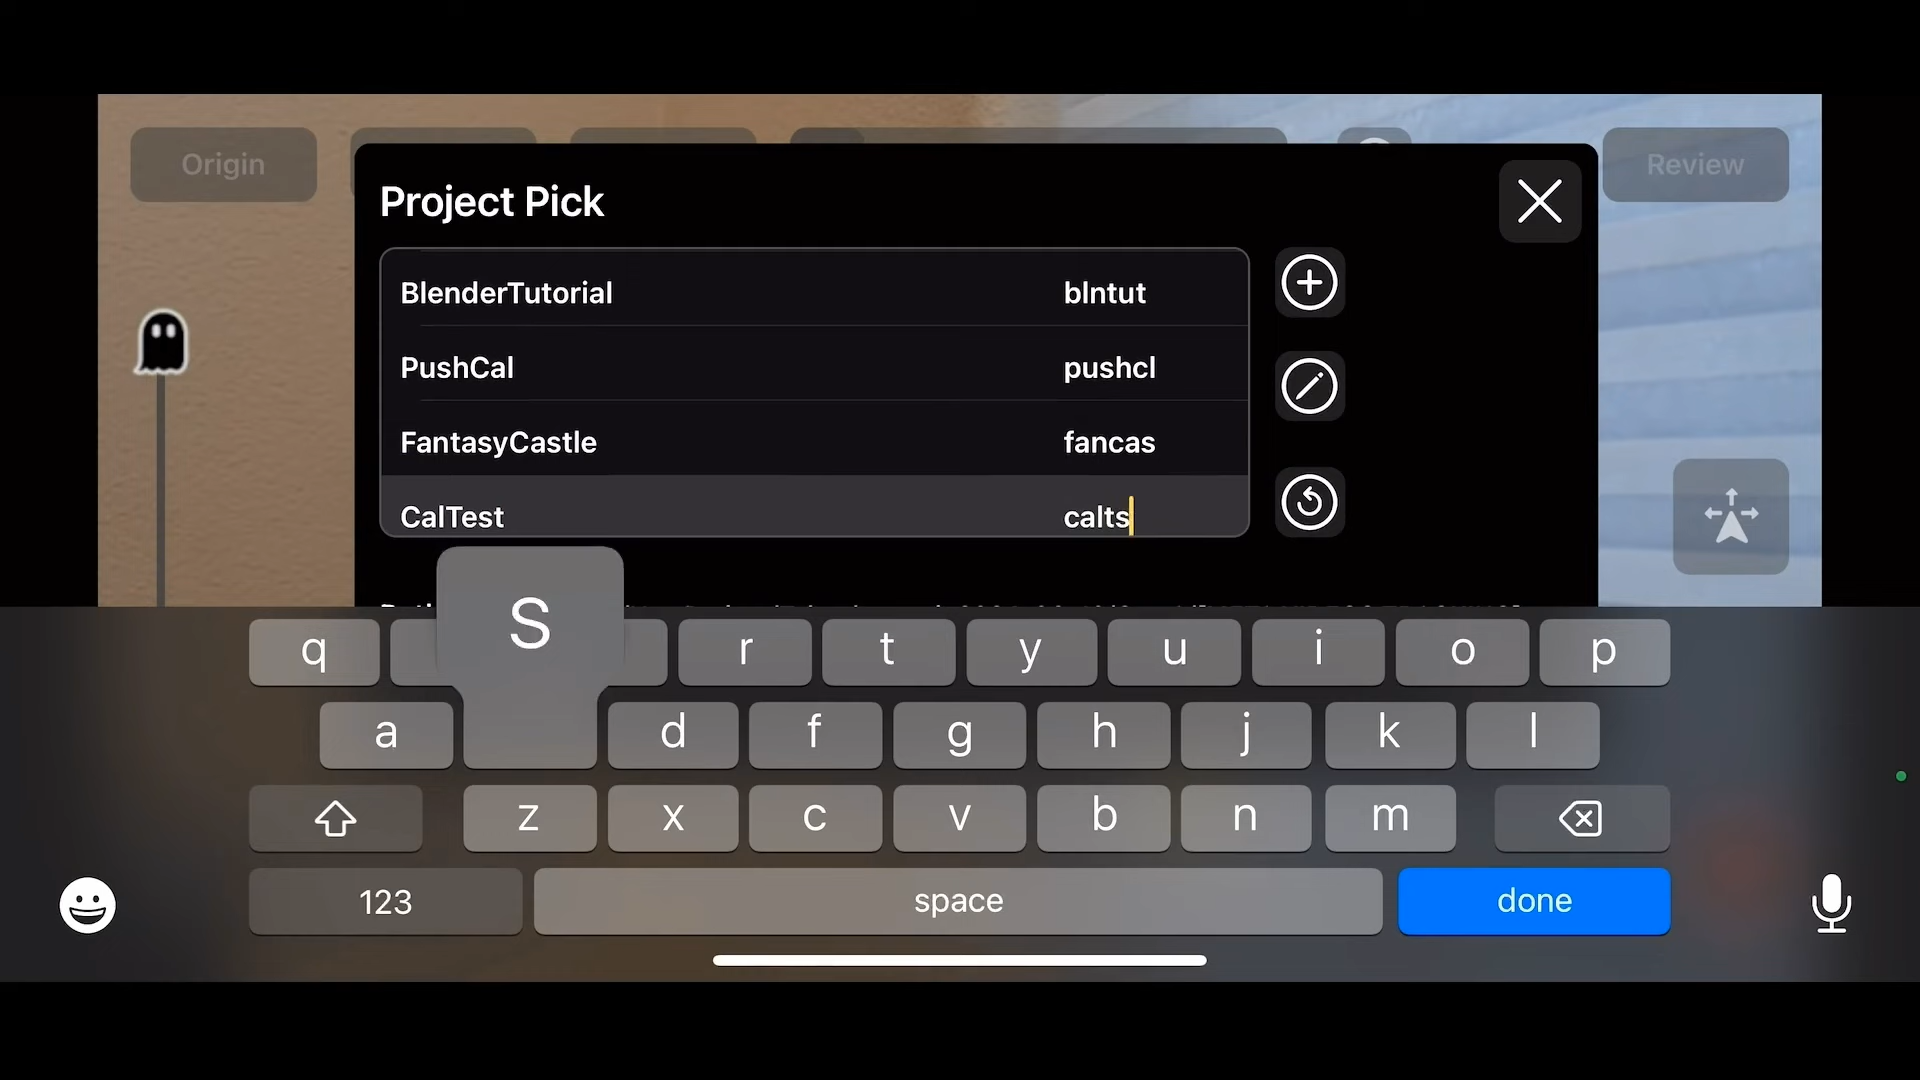 Origin
Review
Project Pick
BlenderTutorial blntut
PushCal pushcl
FantasyCastle fancas
CalTest calts
S
q r t y u i o p
a d f g h j k l
z x c v b n m
123 space done